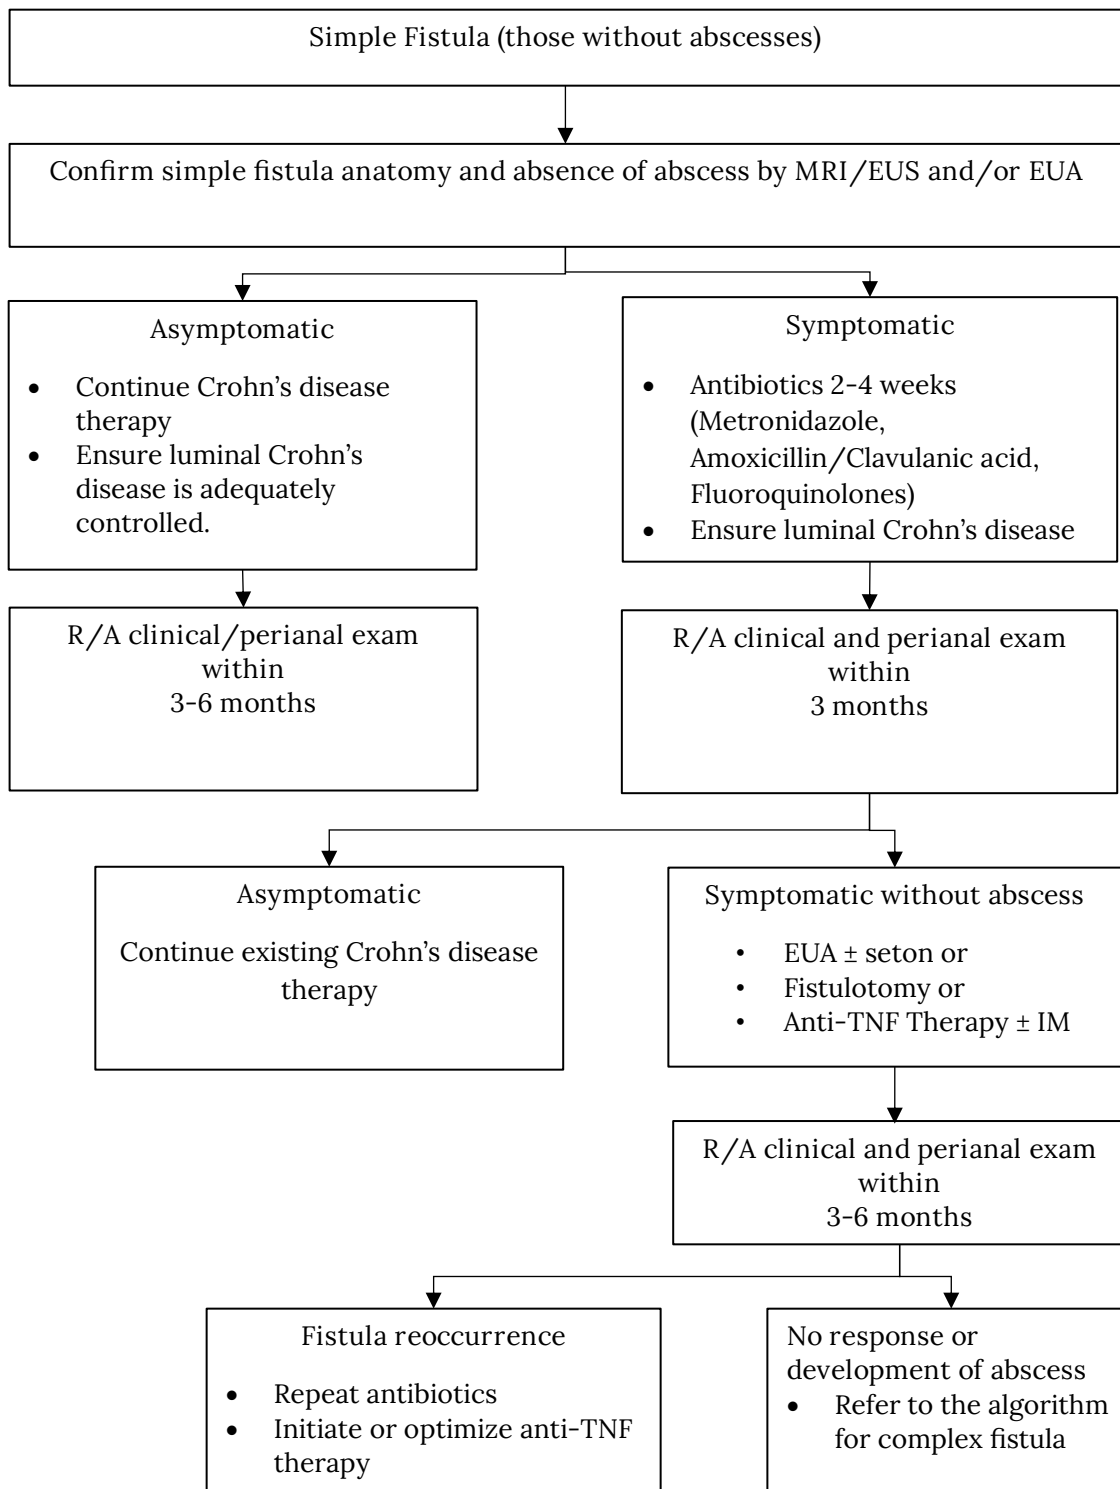 Simple Fistula (those without abscesses)
Confirm simple fistula anatomy and absence of abscess by MRI/EUS and/or EUA
Asymptomatic
• Continue Crohn's disease
therapy
• Ensure luminal Crohn's
disease is adequately
controlled.
Symptomatic
• Antibiotics 2-4 weeks
(Metronidazole,
Amoxicillin/Clavulanic acid,
Fluoroquinolones)
• Ensure luminal Crohn's disease
R/A clinical/perianal exam
within
3-6 months
R/A clinical and perianal exam
within
3 months
Asymptomatic
Continue existing Crohn's disease
therapy
Symptomatic without abscess
• EUA ± seton or
• Fistulotomy or
• Anti-TNF Therapy ± IM
R/A clinical and perianal exam
within
3-6 months
Fistula reoccurrence
• Repeat antibiotics
• Initiate or optimize anti-TNF
therapy
No response or
development of abscess
• Refer to the algorithm
for complex fistula